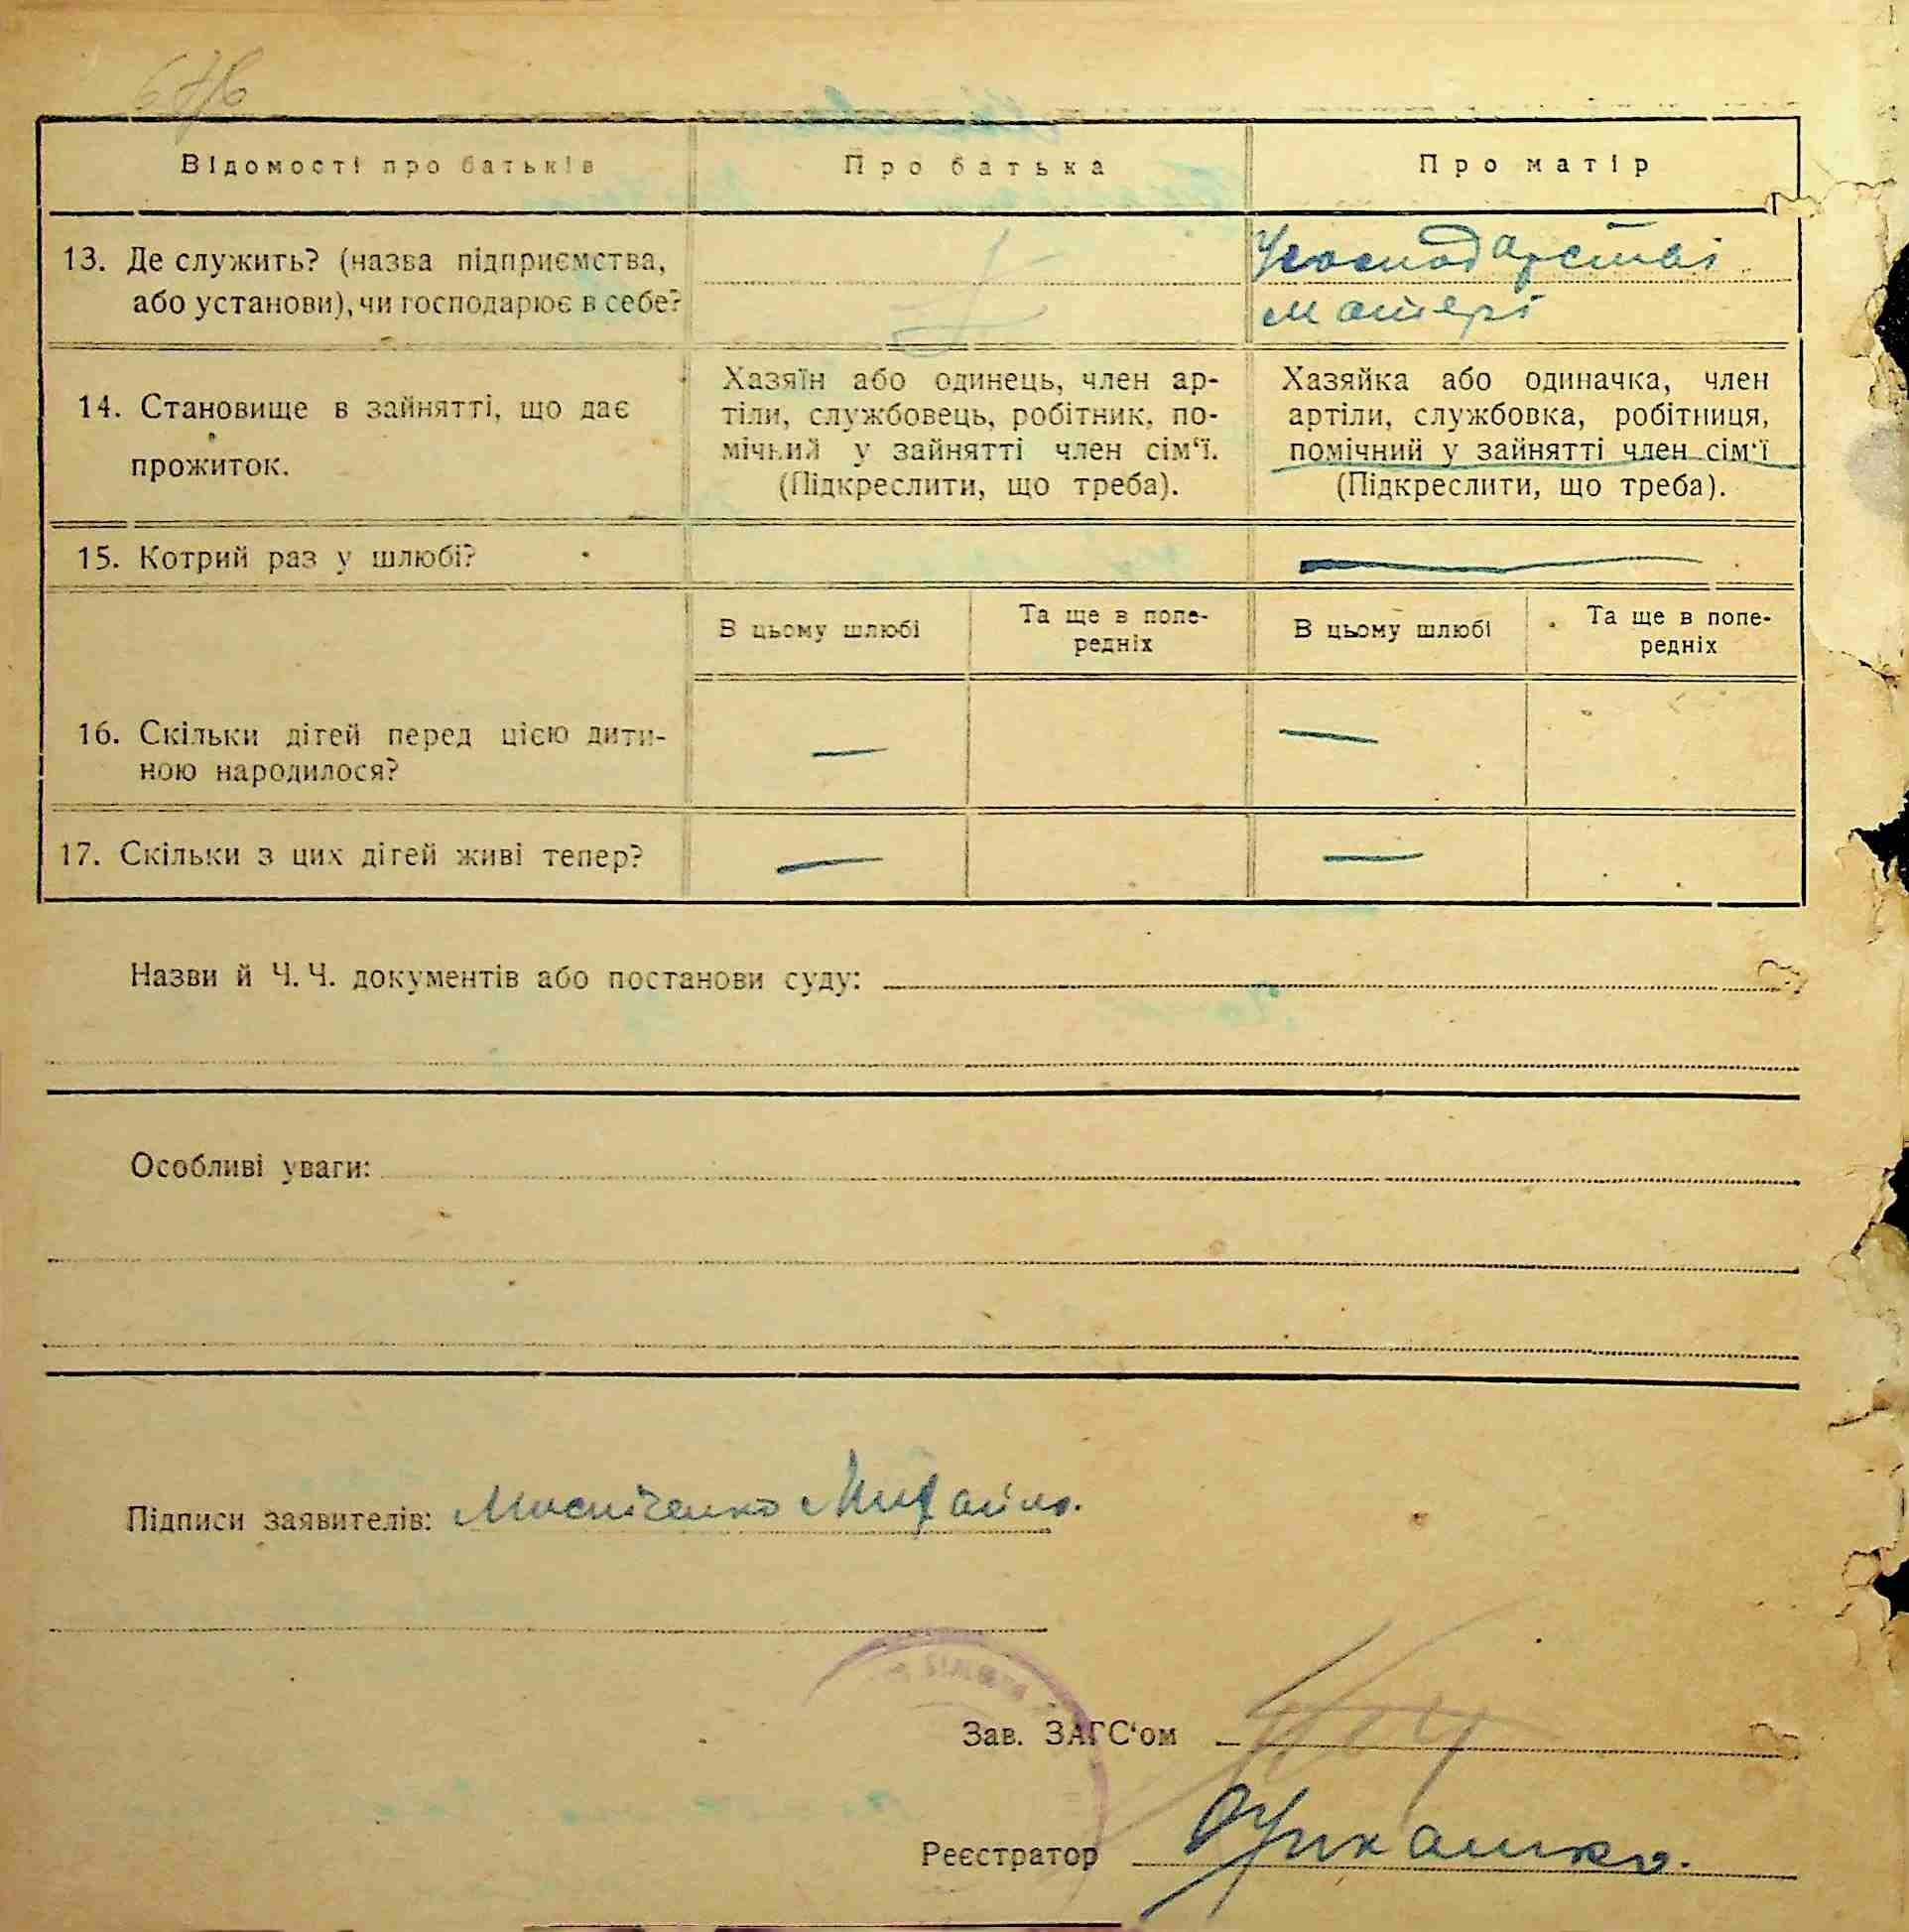 Відомості про батьків
Про батька
Про матір
13. Де служить? (назва підприємства,
або установи), чи господарює в себе?
У господарстві
матері
14. Становище в зайнятті, що дає
прожиток.
Хазяїн або одинець, член ар-
тіли, службовець, робітник, по-
мічний у зайнятті член сім‘ї.
(Підкреслити, що треба).
Хазяйка або одиначка, член
артіли, службовка, робітниця,
помічний у зайнятті член сім‘ї
(Підкреслити, що треба).
15. Котрий раз у шлюбі?
В цьому шлюбі
Та ще в попе-
редніх
В цьому шлюбі
Та ще в попе-
редніх
16. Скільки дітей перед цією дити-
ною народилося?
— —
17. Скільки з цих дітей живі тепер?
— —
Назви й Ч. Ч. документів або постанови суду:
Особливі уваги:
Підписи заявителів: Михайло.
Зав. ЗАГС‘ом
Реєстратор